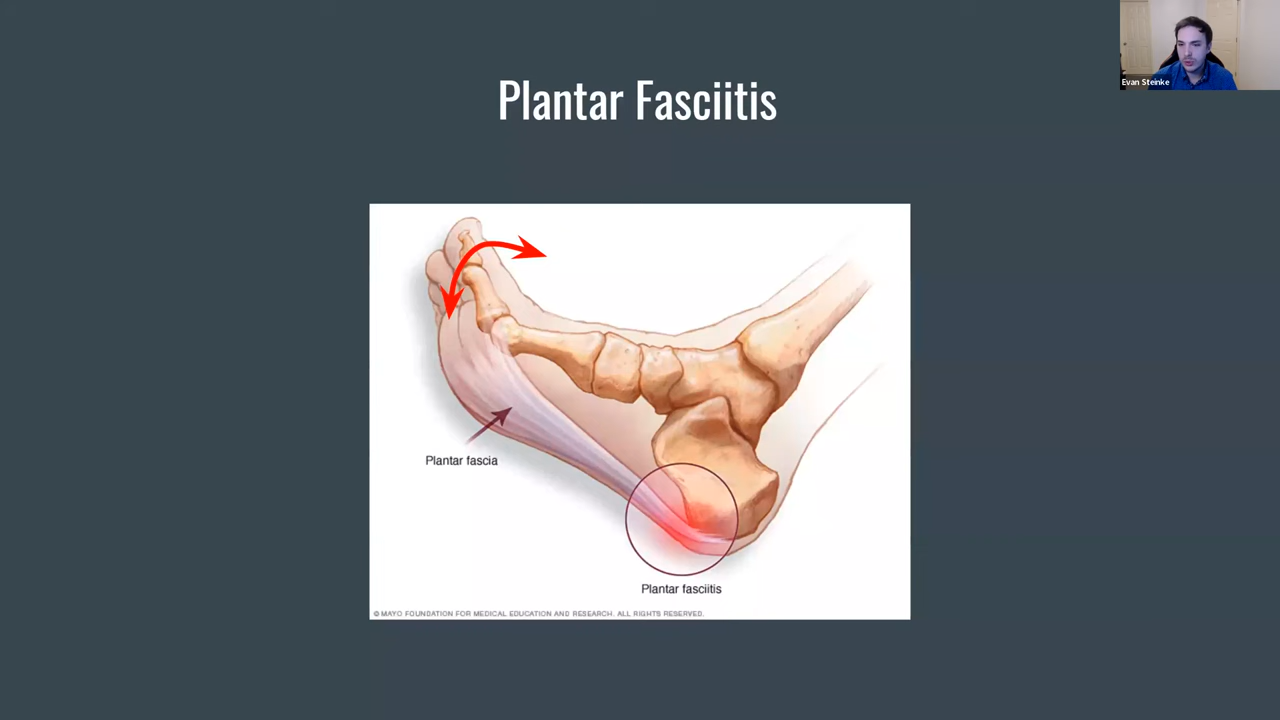 Evan Steinke
Plantar Fasciitis
Plantar fascia
Plantar fasciitis
© MAYO FOUNDATION FOR MEDICAL EDUCATION AND RESEARCH. ALL RIGHTS RESERVED.